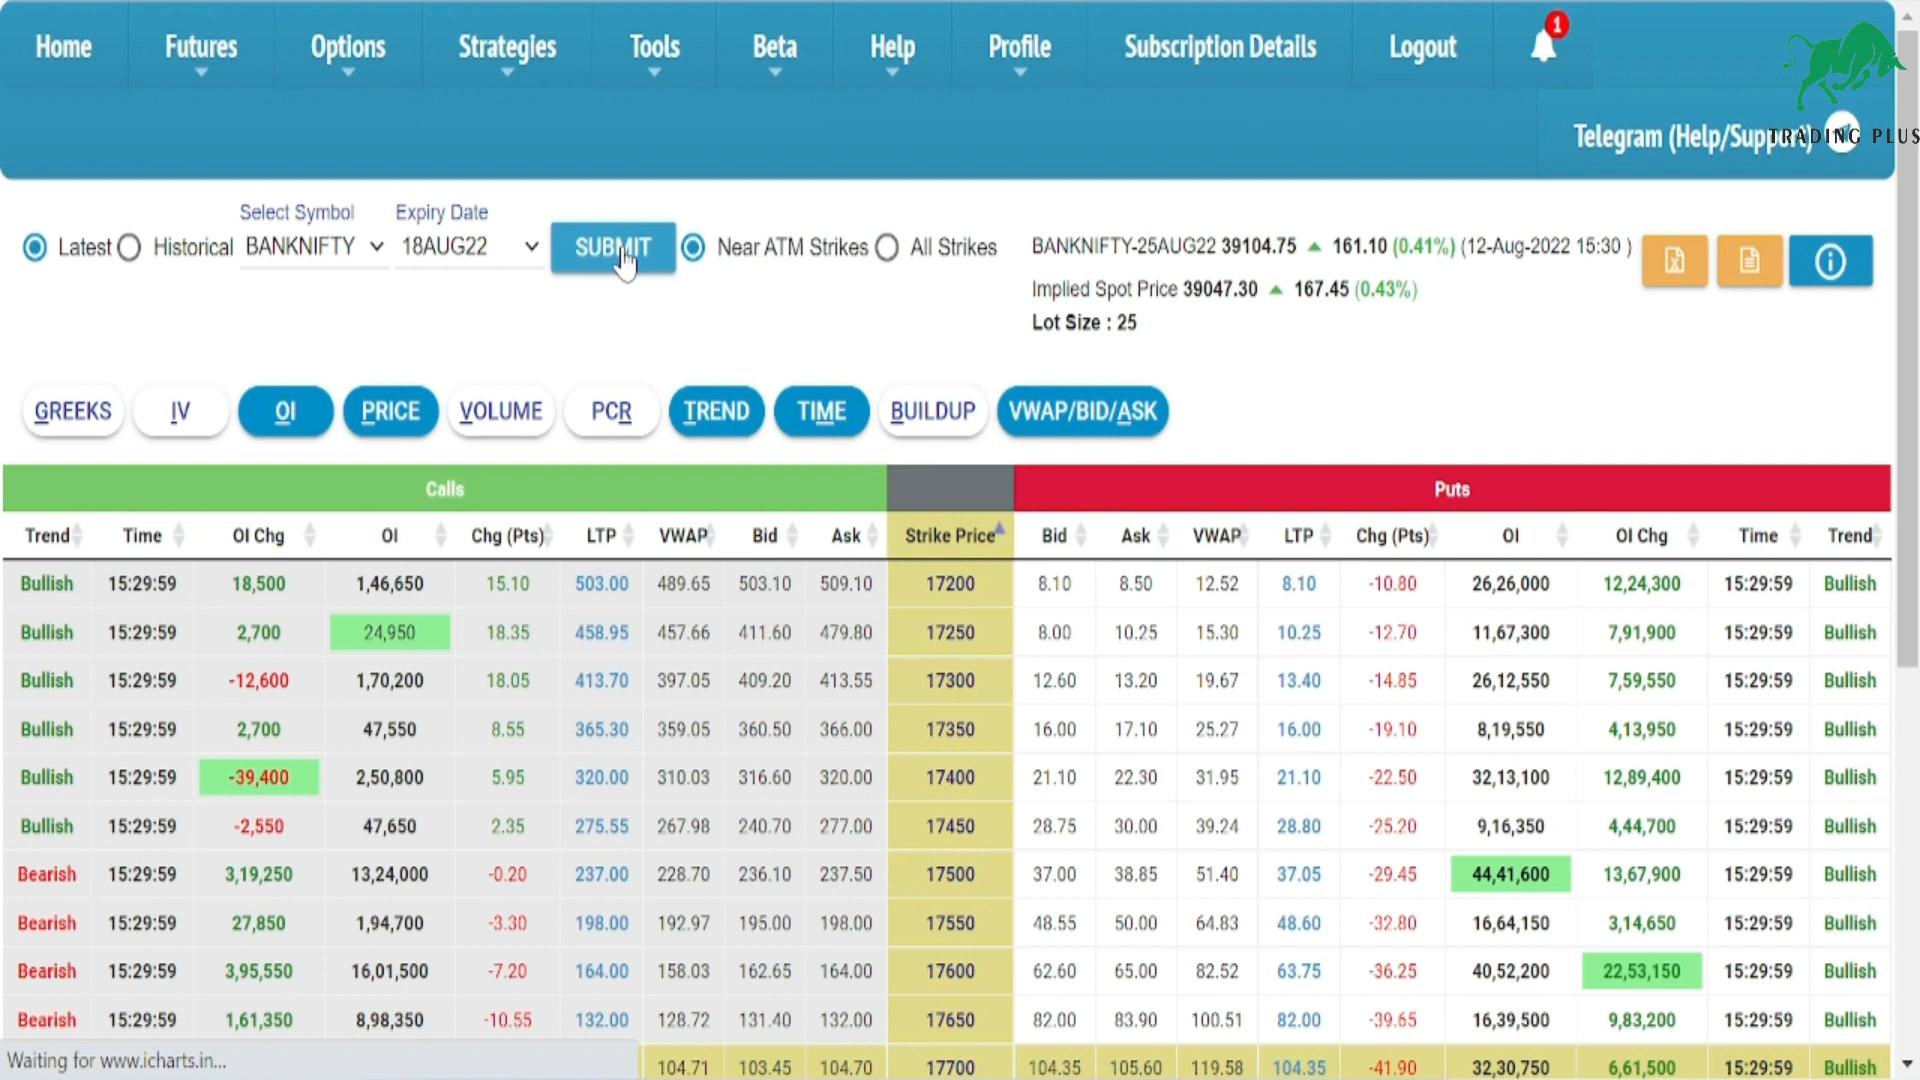 Home Futures Options Strategies Tools Beta Help Profile Subscription Details Logout 1
Telegram (Help/Support)
TRADING PLUS
Select Symbol Expiry Date
Latest Historical BANKNIFTY 18AUG22 SUBMIT Near ATM Strikes All Strikes BANKNIFTY-25AUG22 39104.75 ▲ 161.10 (0.41%) (12-Aug-2022 15:30 )
Implied Spot Price 39047.30 ▲ 167.45 (0.43%)
Lot Size : 25
GREEKS IV OI PRICE VOLUME PCR TREND TIME BUILDUP VWAP/BID/ASK
Calls Puts
Trend Time OI Chg OI Chg (Pts) LTP VWAP Bid Ask Strike Price Bid Ask VWAP LTP Chg (Pts) OI OI Chg Time Trend
Bullish 15:29:59 18,500 1,46,650 15.10 503.00 489.65 503.10 509.10 17200 8.10 8.50 12.52 8.10 -10.80 26,26,000 12,24,300 15:29:59 Bullish
Bullish 15:29:59 2,700 24,950 18.35 458.95 457.66 411.60 479.80 17250 8.00 10.25 15.30 10.25 -12.70 11,67,300 7,91,900 15:29:59 Bullish
Bullish 15:29:59 -12,600 1,70,200 18.05 413.70 397.05 409.20 413.55 17300 12.60 13.20 19.67 13.40 -14.85 26,12,550 7,59,550 15:29:59 Bullish
Bullish 15:29:59 2,700 47,550 8.55 365.30 359.05 360.50 366.00 17350 16.00 17.10 25.27 16.00 -19.10 8,19,550 4,13,950 15:29:59 Bullish
Bullish 15:29:59 -39,400 2,50,800 5.95 320.00 310.03 316.60 320.00 17400 21.10 22.30 31.95 21.10 -22.50 32,13,100 12,89,400 15:29:59 Bullish
Bullish 15:29:59 -2,550 47,650 2.35 275.55 267.98 240.70 277.00 17450 28.75 30.00 39.24 28.80 -25.20 9,16,350 4,44,700 15:29:59 Bullish
Bearish 15:29:59 3,19,250 13,24,000 -0.20 237.00 228.70 236.10 237.50 17500 37.00 38.85 51.40 37.05 -29.45 44,41,600 13,67,900 15:29:59 Bullish
Bearish 15:29:59 27,850 1,94,700 -3.30 198.00 192.97 195.00 198.00 17550 48.55 50.00 64.83 48.60 -32.80 16,64,150 3,14,650 15:29:59 Bullish
Bearish 15:29:59 3,95,550 16,01,500 -7.20 164.00 158.03 162.65 164.00 17600 62.60 65.00 82.52 63.75 -36.25 40,52,200 22,53,150 15:29:59 Bullish
Bearish 15:29:59 1,61,350 8,98,350 -10.55 132.00 128.72 131.40 132.00 17650 82.00 83.90 100.51 82.00 -39.65 16,39,500 9,83,200 15:29:59 Bullish
104.71 103.45 104.70 17700 104.35 105.60 119.58 104.35 -41.90 32,30,750 6,61,500 15:29:59 Bullish
Waiting for www.icharts.in...